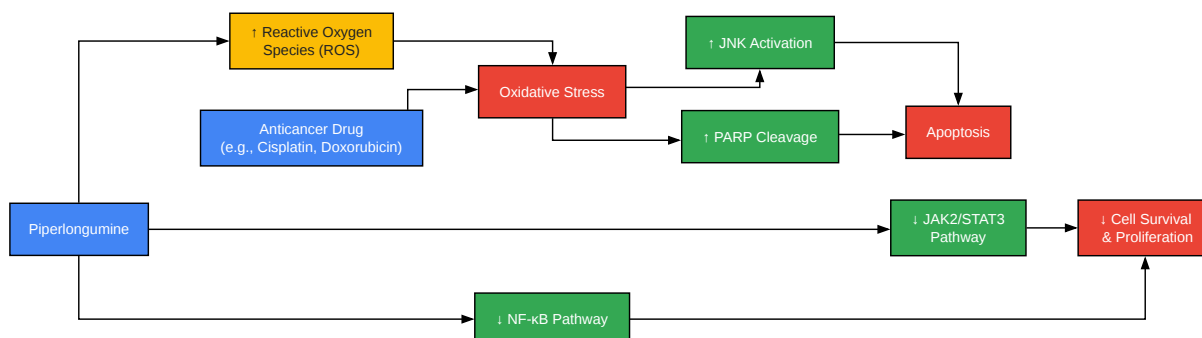 ↑ Reactive Oxygen
Species (ROS)
↑ JNK Activation
Oxidative Stress
Anticancer Drug
(e.g., Cisplatin, Doxorubicin)
↑ PARP Cleavage
Apoptosis
Piperlongumine
↓ JAK2/STAT3
Pathway
↓ Cell Survival
& Proliferation
↓ NF-κB Pathway